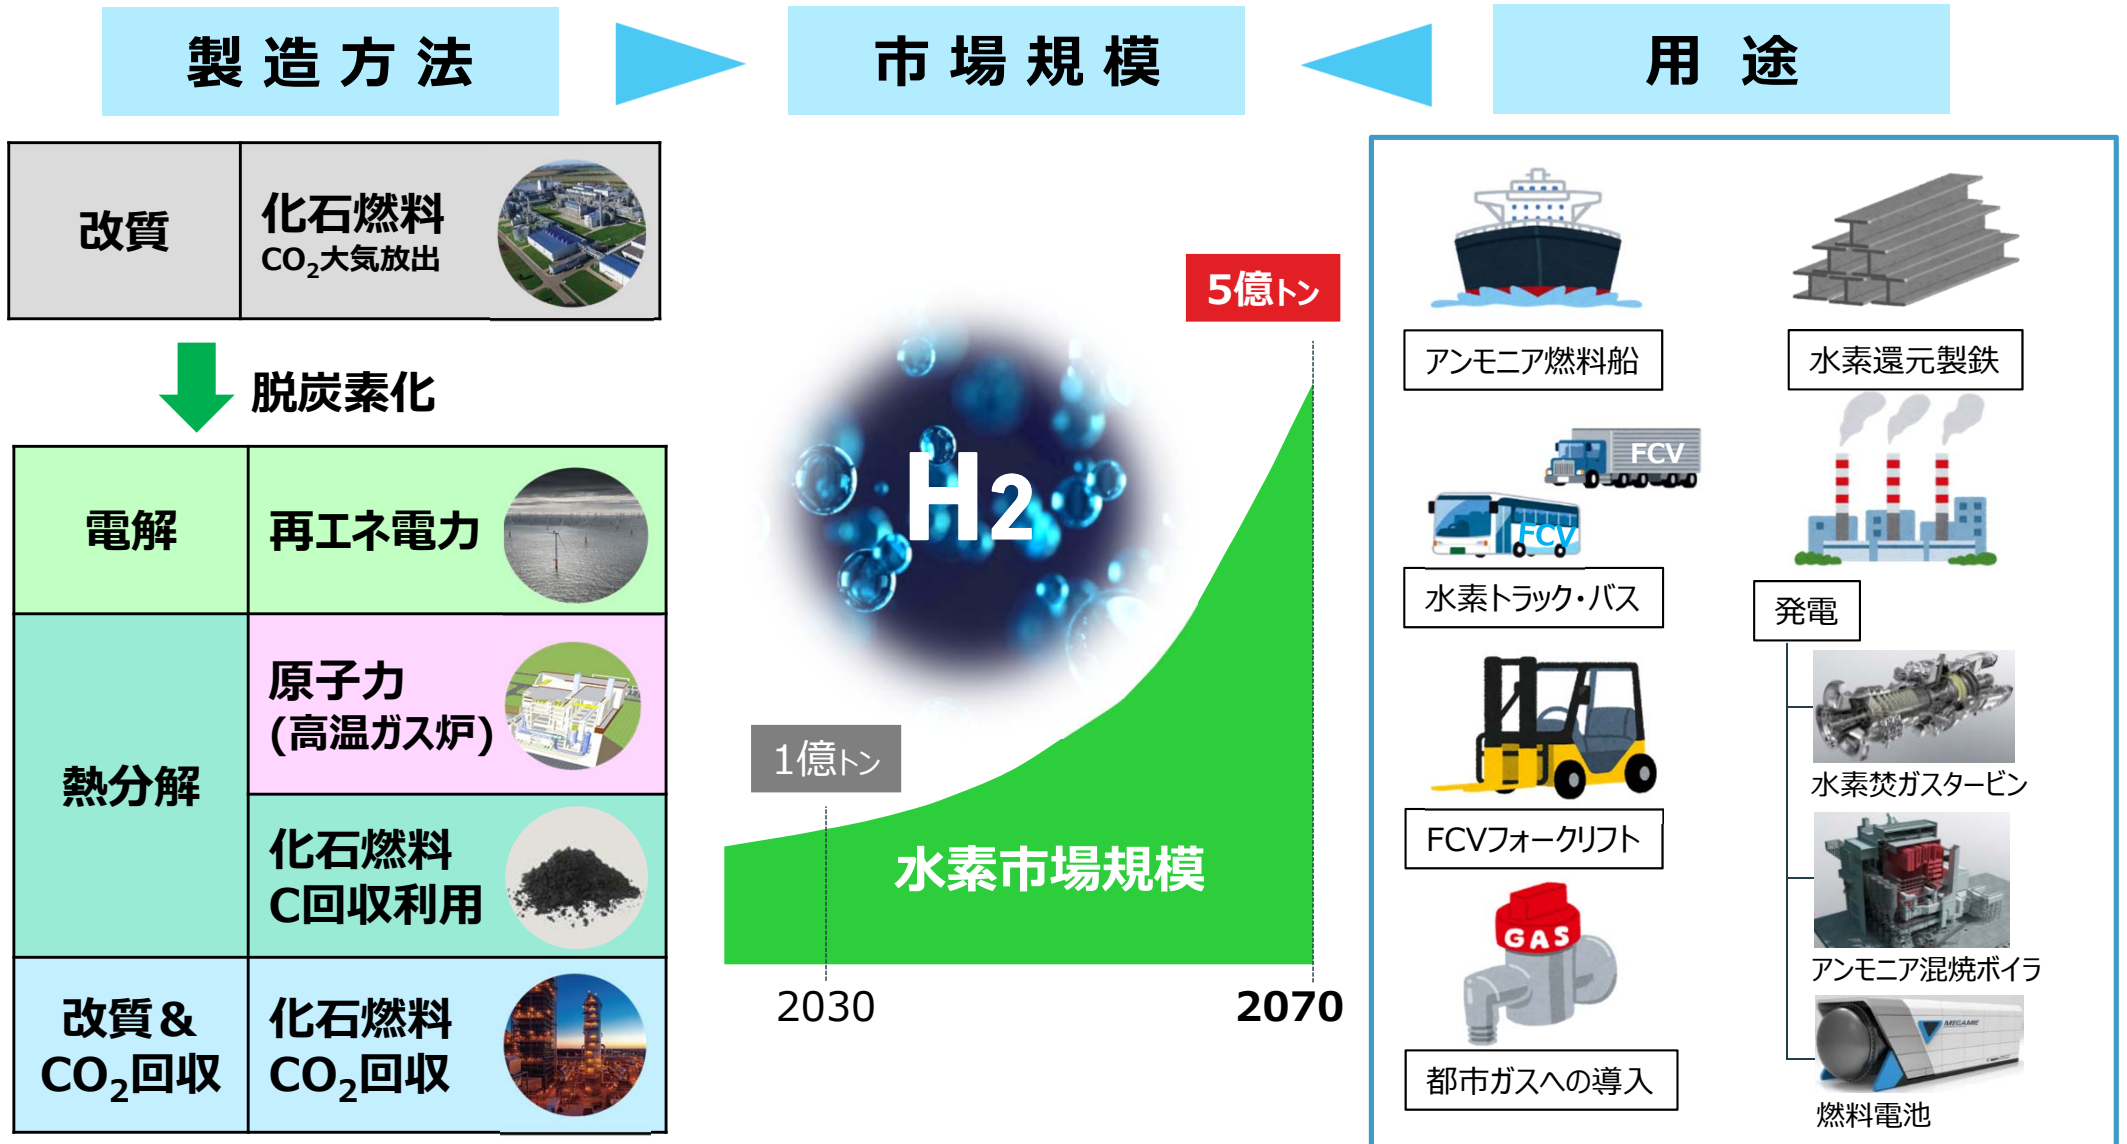 製造方法
市場規模
用途
改質
化石燃料
CO₂大気放出
脱炭素化
電解
再エネ電力
熱分解
原子力
(高温ガス炉)
化石燃料
C回収利用
改質&
CO₂回収
化石燃料
CO₂回収
H2
5億トン
1億トン
水素市場規模
2030
2070
アンモニア燃料船
水素還元製鉄
FCV
FCV
水素トラック・バス
発電
水素焚ガスタービン
FCVフォークリフト
アンモニア混焼ボイラ
GAS
都市ガスへの導入
MEGAMIE
燃料電池